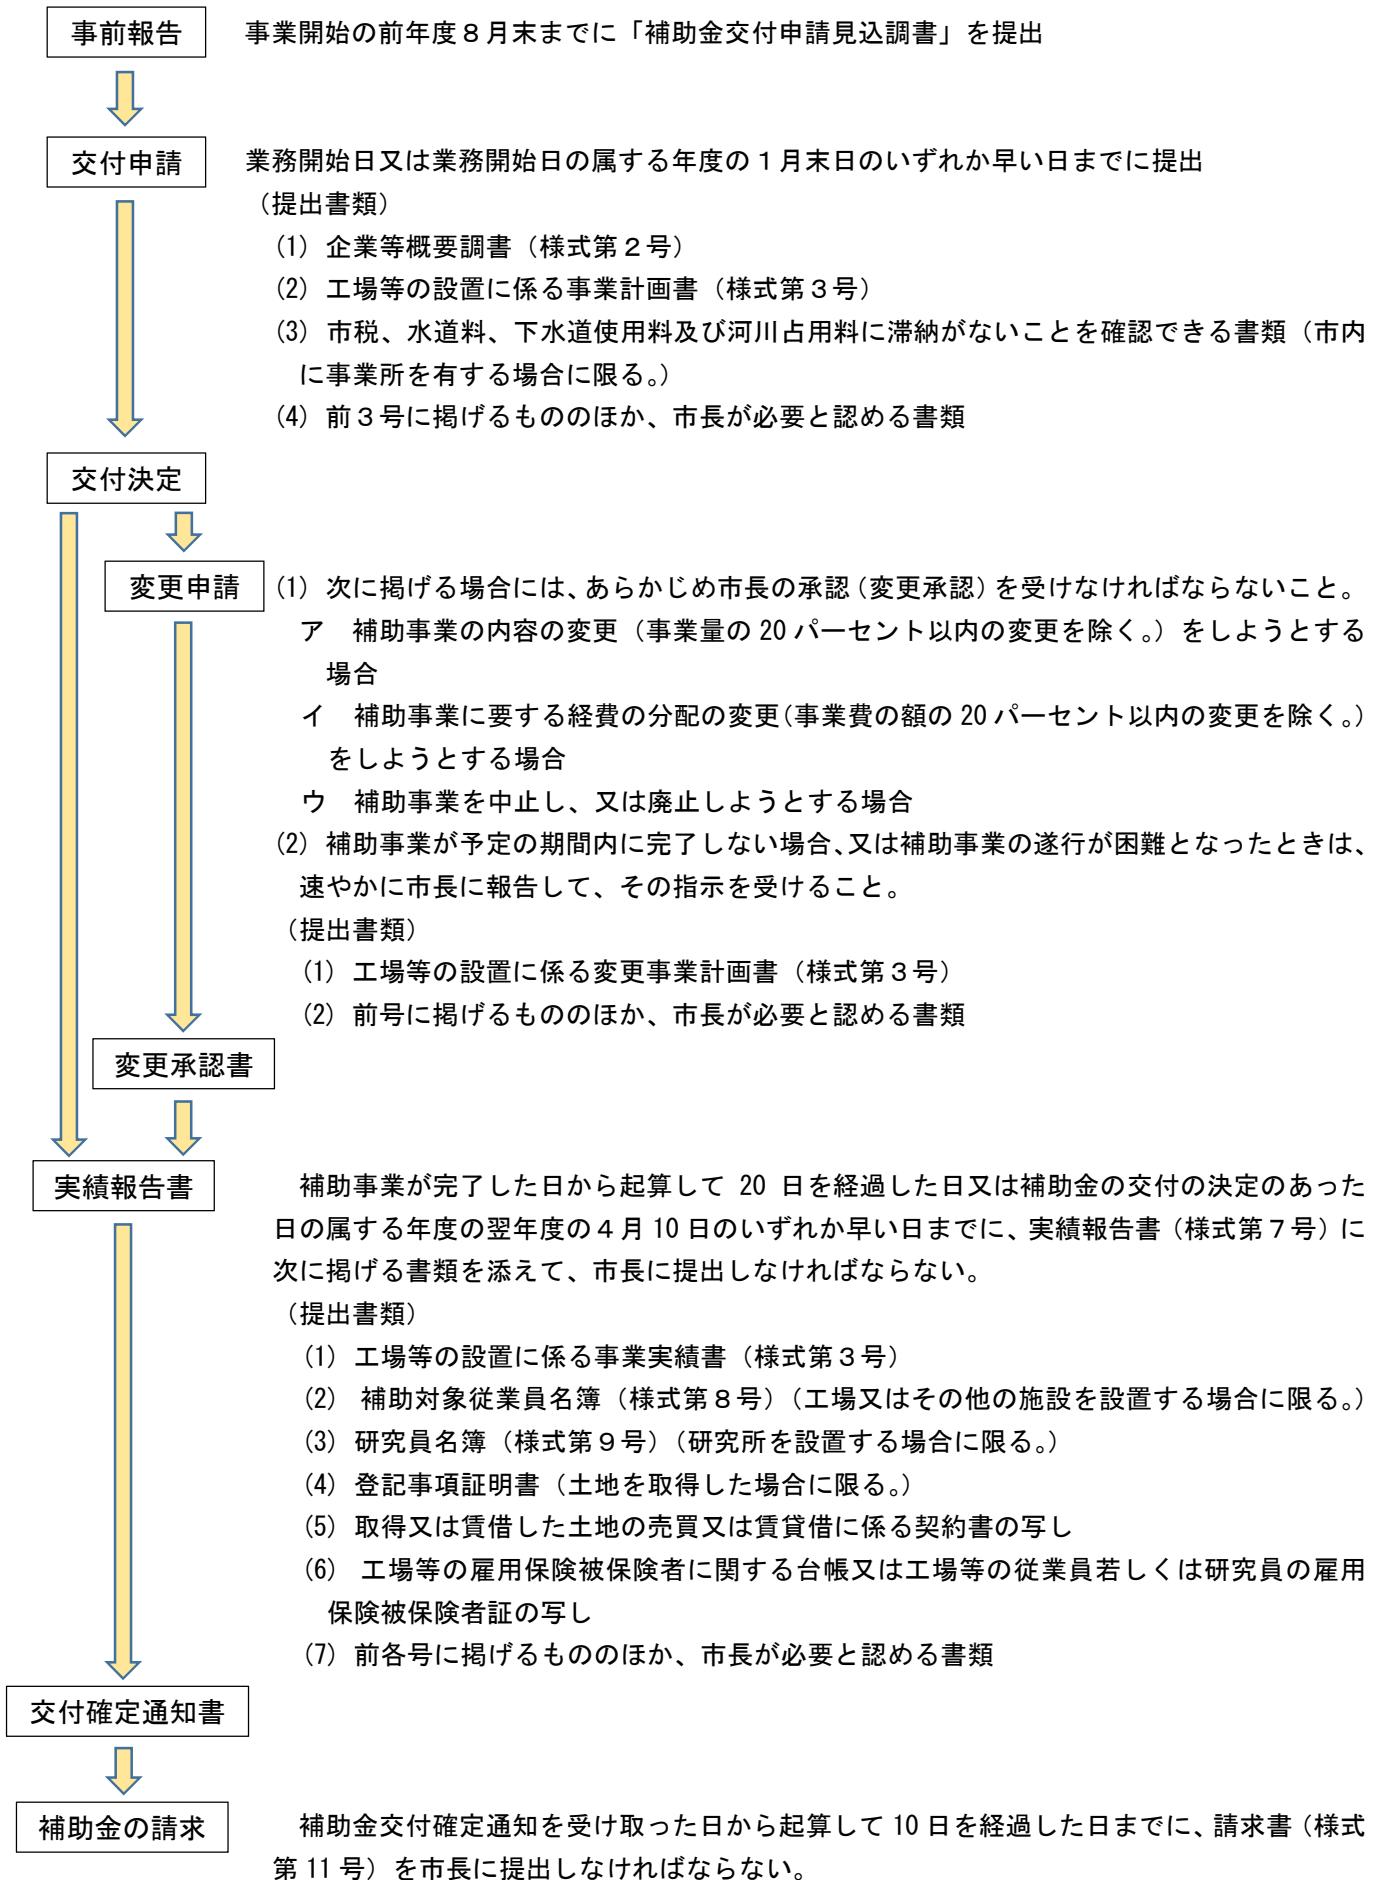 事前報告 事業開始の前年度８月末までに「補助金交付申請見込調書」を提出
交付申請 業務開始日又は業務開始日の属する年度の１月末日のいずれか早い日までに提出
（提出書類）
(1) 企業等概要調書（様式第２号）
(2) 工場等の設置に係る事業計画書（様式第３号）
(3) 市税、水道料、下水道使用料及び河川占用料に滞納がないことを確認できる書類（市内
に事業所を有する場合に限る。）
(4) 前３号に掲げるもののほか、市長が必要と認める書類
交付決定
変更申請 (1) 次に掲げる場合には、あらかじめ市長の承認（変更承認）を受けなければならないこと。
ア　補助事業の内容の変更（事業量の 20 パーセント以内の変更を除く。）をしようとする
場合
イ　補助事業に要する経費の分配の変更（事業費の額の 20 パーセント以内の変更を除く。）
をしようとする場合
ウ　補助事業を中止し、又は廃止しようとする場合
(2) 補助事業が予定の期間内に完了しない場合、又は補助事業の遂行が困難となったときは、
速やかに市長に報告して、その指示を受けること。
（提出書類）
(1) 工場等の設置に係る変更事業計画書（様式第３号）
(2) 前号に掲げるもののほか、市長が必要と認める書類
変更承認書
実績報告書 補助事業が完了した日から起算して 20 日を経過した日又は補助金の交付の決定のあった
日の属する年度の翌年度の４月 10 日のいずれか早い日までに、実績報告書（様式第７号）に
次に掲げる書類を添えて、市長に提出しなければならない。
（提出書類）
(1) 工場等の設置に係る事業実績書（様式第３号）
(2) 補助対象従業員名簿（様式第８号）（工場又はその他の施設を設置する場合に限る。）
(3) 研究員名簿（様式第９号）（研究所を設置する場合に限る。）
(4) 登記事項証明書（土地を取得した場合に限る。）
(5) 取得又は賃借した土地の売買又は賃貸借に係る契約書の写し
(6) 工場等の雇用保険被保険者に関する台帳又は工場等の従業員若しくは研究員の雇用
保険被保険者証の写し
(7) 前各号に掲げるもののほか、市長が必要と認める書類
交付確定通知書
補助金の請求 補助金交付確定通知を受け取った日から起算して 10 日を経過した日までに、請求書（様式
第 11 号）を市長に提出しなければならない。